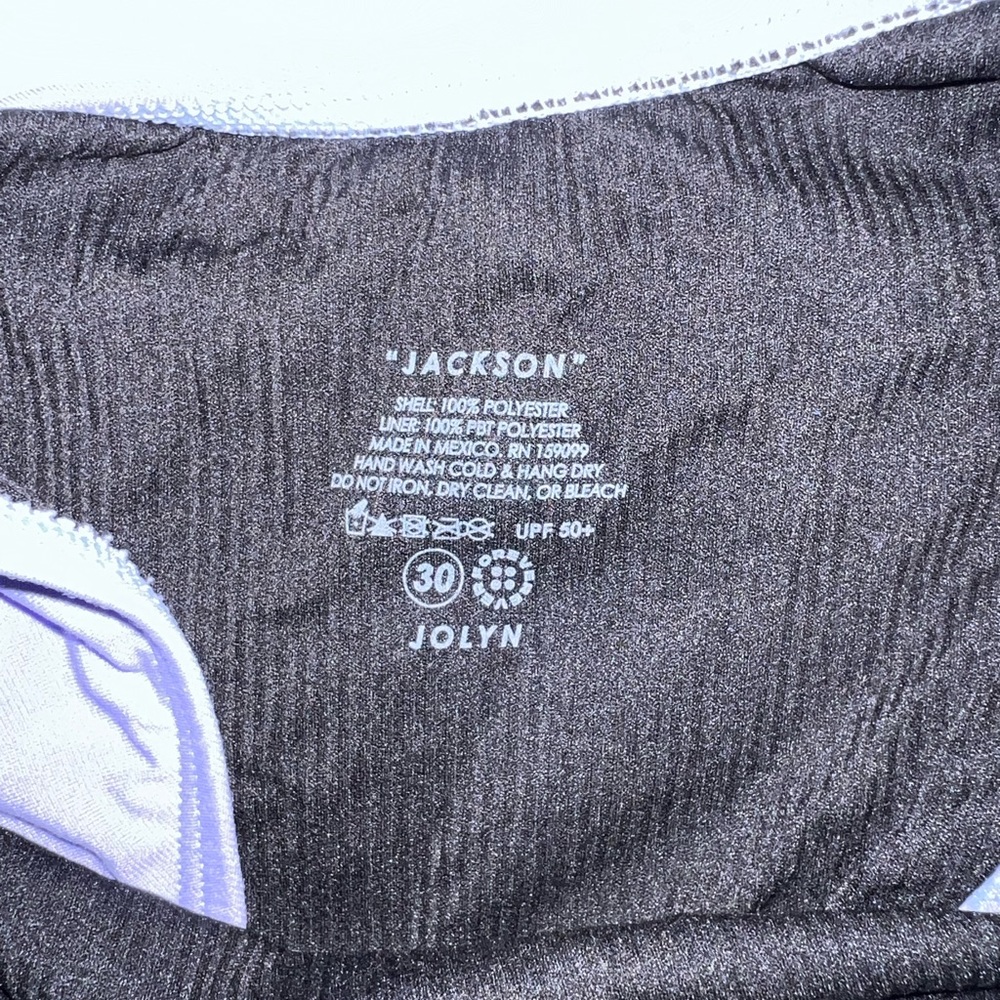 "JACKSON"
SHELL: 100% POLYESTER
LINER: 100% PBT POLYESTER
MADE IN MEXICO. RN 159099
HAND WASH COLD & HANG DRY
DO NOT IRON, DRY CLEAN, OR BLEACH
UPF 50+
30
FOREVER
JOLYN